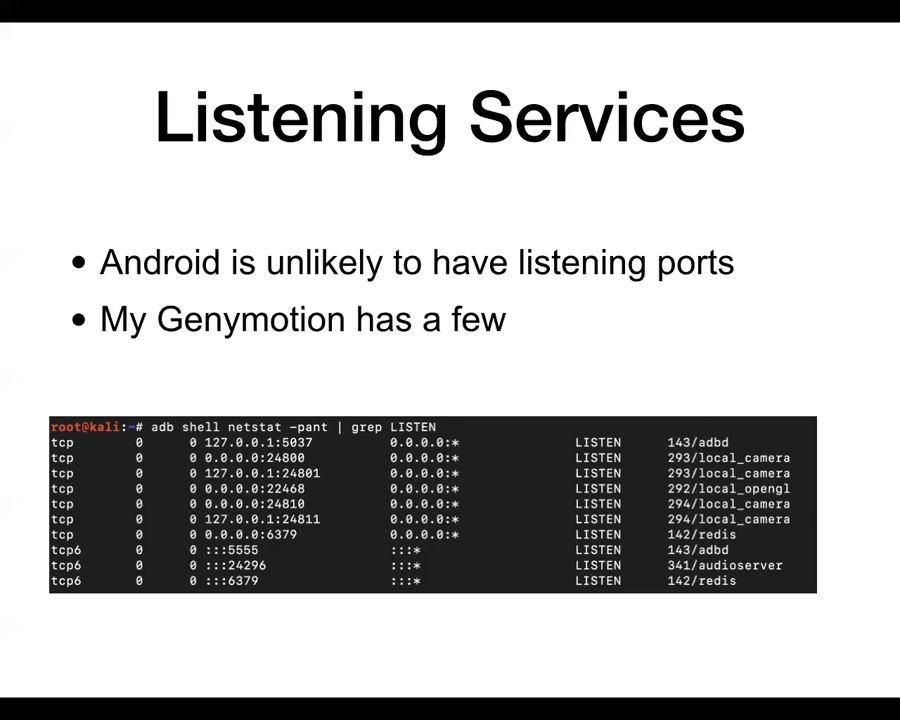 Listening Services
• Android is unlikely to have listening ports
• My Genymotion has a few
root@kali:~# adb shell netstat -pant | grep LISTEN
tcp 0 0 127.0.0.1:5037 0.0.0.0:* LISTEN 143/adbd
tcp 0 0 0.0.0.0:24800 0.0.0.0:* LISTEN 293/local_camera
tcp 0 0 127.0.0.1:24801 0.0.0.0:* LISTEN 293/local_camera
tcp 0 0 0.0.0.0:22468 0.0.0.0:* LISTEN 292/local_opengl
tcp 0 0 0.0.0.0:24810 0.0.0.0:* LISTEN 294/local_camera
tcp 0 0 127.0.0.1:24811 0.0.0.0:* LISTEN 294/local_camera
tcp 0 0 0.0.0.0:6379 0.0.0.0:* LISTEN 142/redis
tcp6 0 0 :::5555 :::* LISTEN 143/adbd
tcp6 0 0 :::24296 :::* LISTEN 341/audioserver
tcp6 0 0 :::6379 :::* LISTEN 142/redis